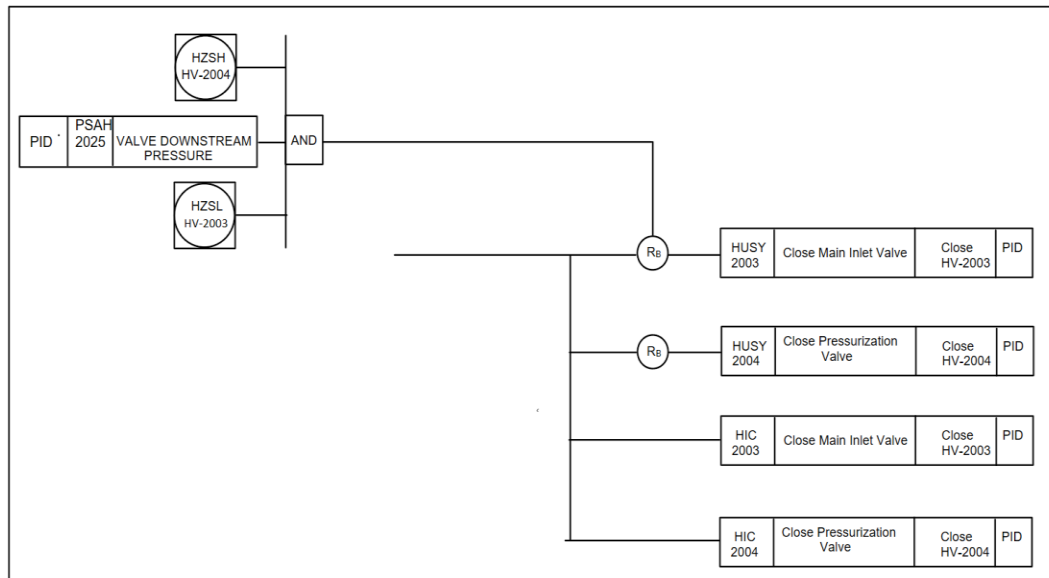 HZSH
HV-2004
PID
PSAH
2025
VALVE DOWNSTREAM
PRESSURE
AND
HZSL
HV-2003
RB
HUSY
2003
Close Main Inlet Valve
Close
HV-2003
PID
RB
HUSY
2004
Close Pressurization
Valve
Close
HV-2004
PID
HIC
2003
Close Main Inlet Valve
Close
HV-2003
PID
HIC
2004
Close Pressurization
Valve
Close
HV-2004
PID